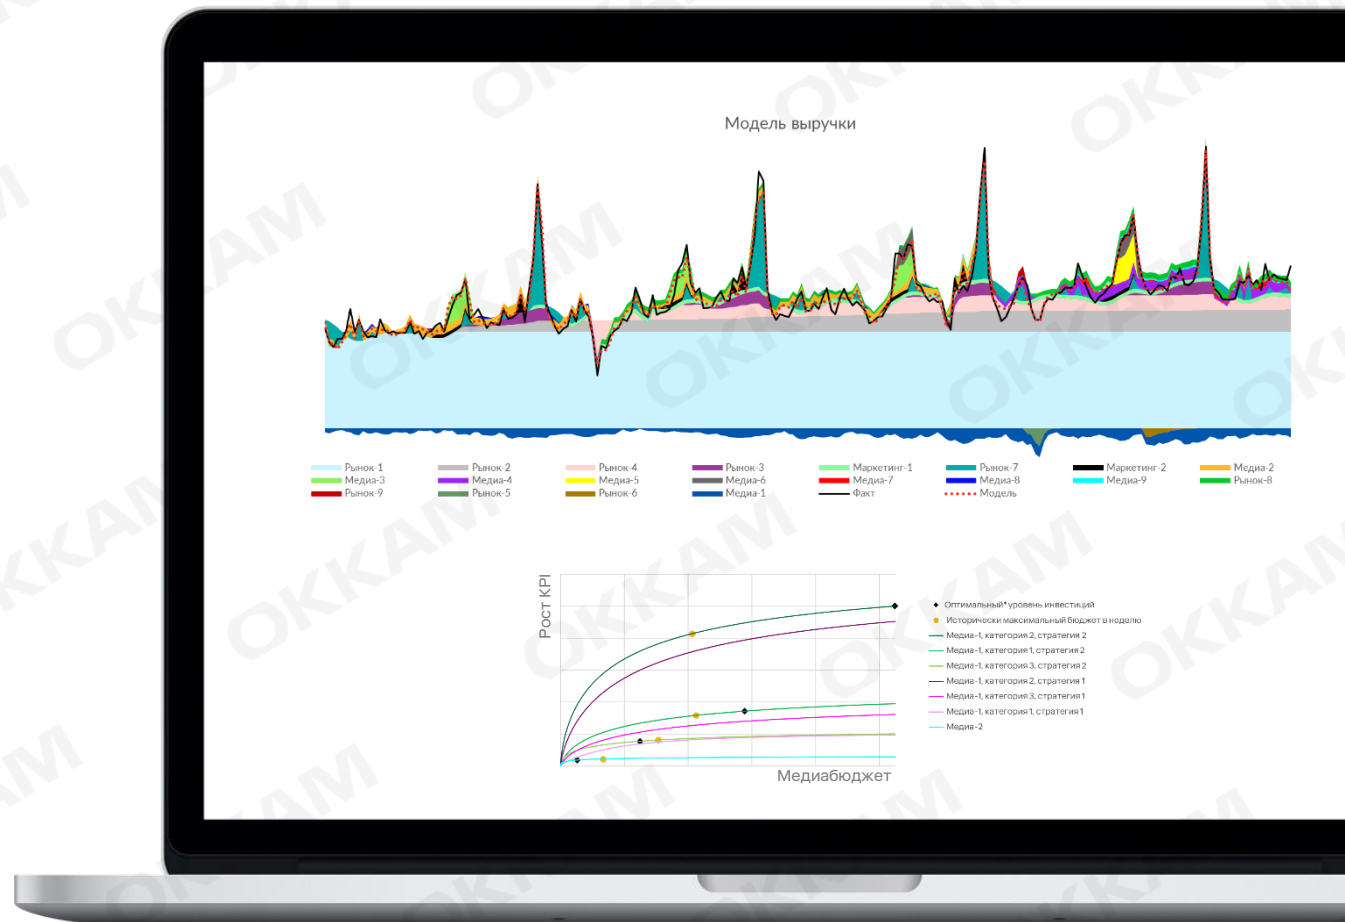 Модель выручки
Рынок-1 Рынок-2 Рынок-4 Рынок-3 Маркетинг-1 Рынок-7 Маркетинг-2 Медиа-2
Медиа-3 Медиа-4 Медиа-5 Медиа-6 Медиа-7 Медиа-8 Медиа-9 Рынок-8
Рынок-9 Рынок-5 Рынок-6 Медиа-1 Факт Модель
Рост KPI
Оптимальный* уровень инвестиций
Исторически максимальный бюджет в неделю
Медиа-1, категория 2, стратегия 2
Медиа-1, категория 1, стратегия 2
Медиа-1, категория 3, стратегия 2
Медиа-1, категория 2, стратегия 1
Медиа-1, категория 3, стратегия 1
Медиа-1, категория 1, стратегия 1
Медиа-2
Медиабюджет
OKKAM